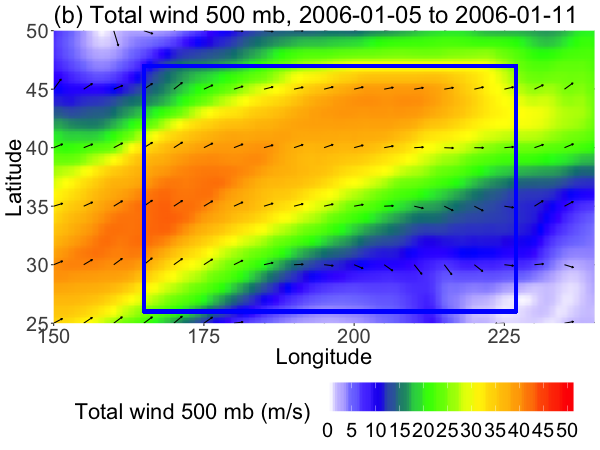 (b) Total wind 500 mb, 2006-01-05 to 2006-01-11
50
45
40
35
30
25
Latitude
150 175 200 225
Longitude
Total wind 500 mb (m/s)
0 5 10 15 20 25 30 35 40 45 50